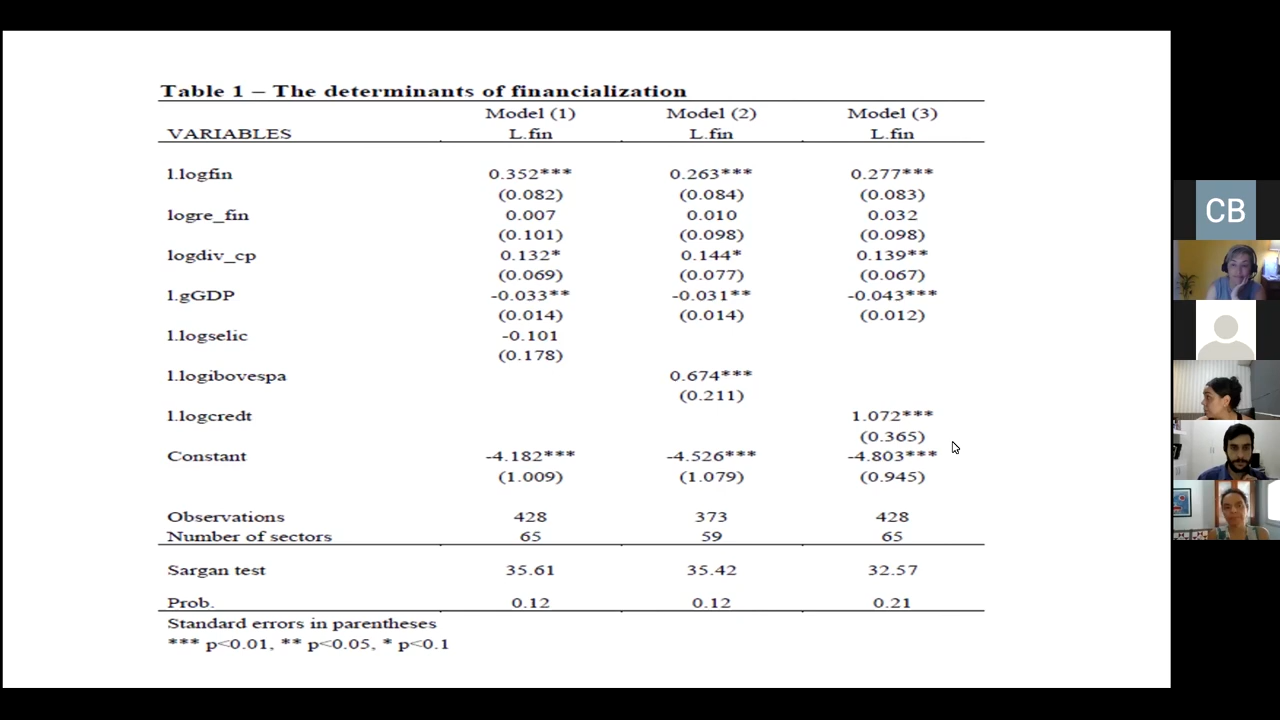 Table 1 – The determinants of financialization
Model (1) Model (2) Model (3)
VARIABLES L.fin L.fin L.fin
l.logfin 0.352*** 0.263*** 0.277***
(0.082) (0.084) (0.083)
logre_fin 0.007 0.010 0.032
(0.101) (0.098) (0.098)
logdiv_cp 0.132* 0.144* 0.139**
(0.069) (0.077) (0.067)
l.gGDP -0.033** -0.031** -0.043***
(0.014) (0.014) (0.012)
l.logselic -0.101
(0.178)
l.logibovespa 0.674***
(0.211)
l.logcredt 1.072***
(0.365)
Constant -4.182*** -4.526*** -4.803***
(1.009) (1.079) (0.945)
Observations 428 373 428
Number of sectors 65 59 65
Sargan test 35.61 35.42 32.57
Prob. 0.12 0.12 0.21
Standard errors in parentheses
*** p<0.01, ** p<0.05, * p<0.1
CB